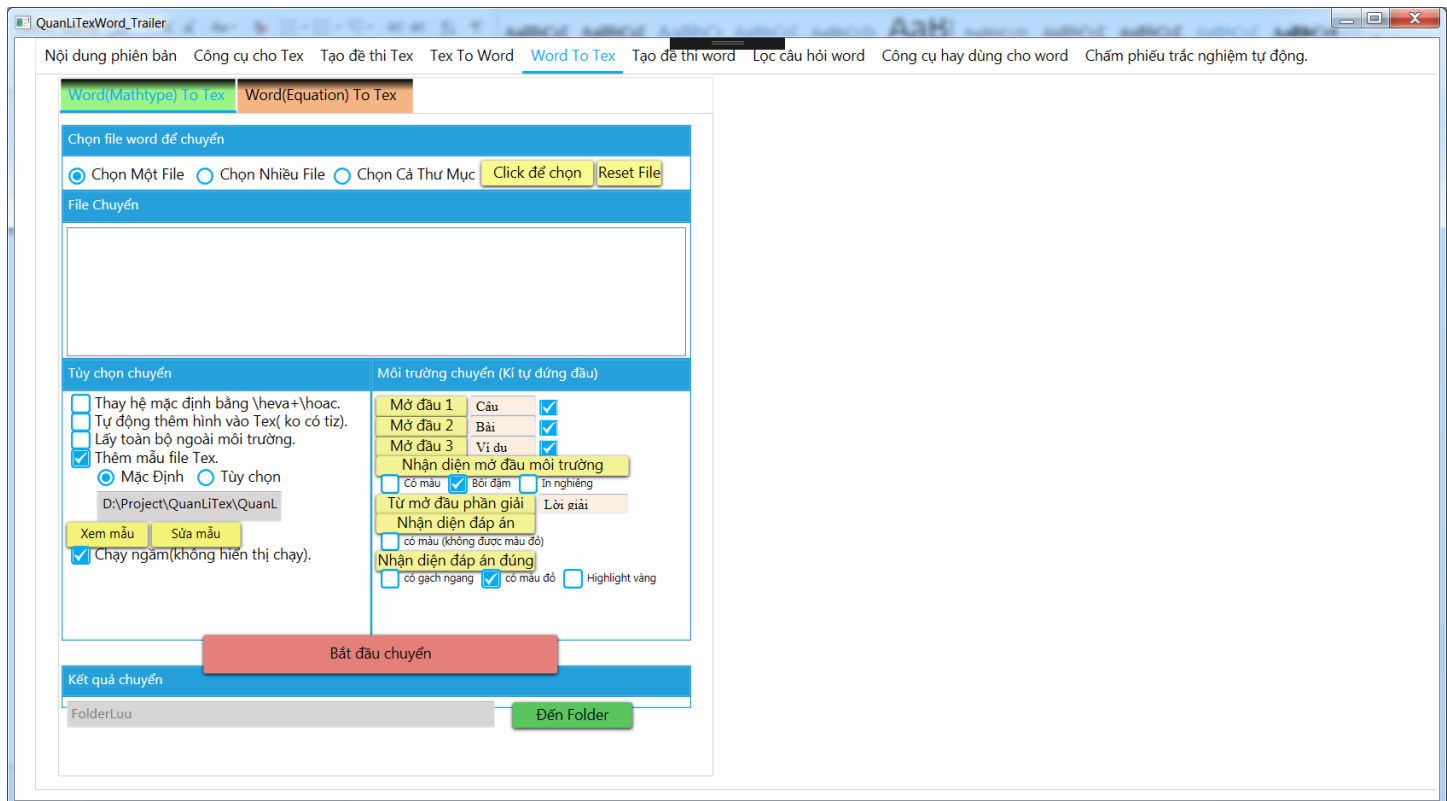 QuanLiTexWord_Trailer
Nội dung phiên bản Công cụ cho Tex Tạo đề thi Tex Tex To Word Word To Tex Tạo đề thi word Lọc câu hỏi word Công cụ hay dùng cho word Chấm phiếu trắc nghiệm tự động.
Word(Mathtype) To Tex Word(Equation) To Tex
Chọn file word để chuyển
Chọn Một File Chọn Nhiều File Chọn Cả Thư Mục Click để chọn Reset File
File Chuyển
Tùy chọn chuyển Môi trường chuyển (Kí tự đứng đầu)
Thay hệ mặc định bằng \heva+\hoac.
Tự động thêm hình vào Tex( ko có tiz).
Lấy toàn bộ ngoài môi trường.
Thêm mẫu file Tex.
Mặc Định Tùy chọn
D:\Project\QuanLiTex\QuanL
Xem mẫu Sửa mẫu
Chạy ngầm(không hiển thị chạy).
Mở đầu 1 Câu
Mở đầu 2 Bài
Mở đầu 3 Ví dụ
Nhận diện mở đầu môi trường
Có màu Bôi đậm In nghiêng
Từ mở đầu phần giải Lời giải
Nhận diện đáp án
có màu (không được màu đỏ)
Nhận diện đáp án đúng
có gạch ngang có màu đỏ Highlight vàng
Bắt đầu chuyển
Kết quả chuyển
FolderLuu Đến Folder